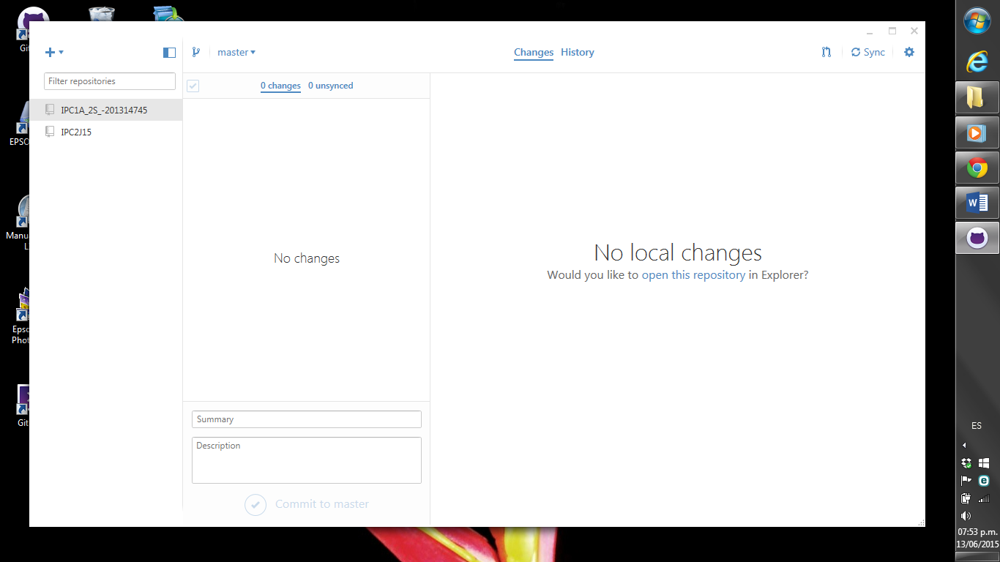 Git
EPSO
Manu
L
Epso
Phot
Git
master
Changes
History
Sync
Filter repositories
IPC1A_2S_-201314745
IPC2J15
0 changes
0 unsynced
No changes
No local changes
Would you like to open this repository in Explorer?
Summary
Description
Commit to master
W
ES
07:53 p.m.
13/06/2015